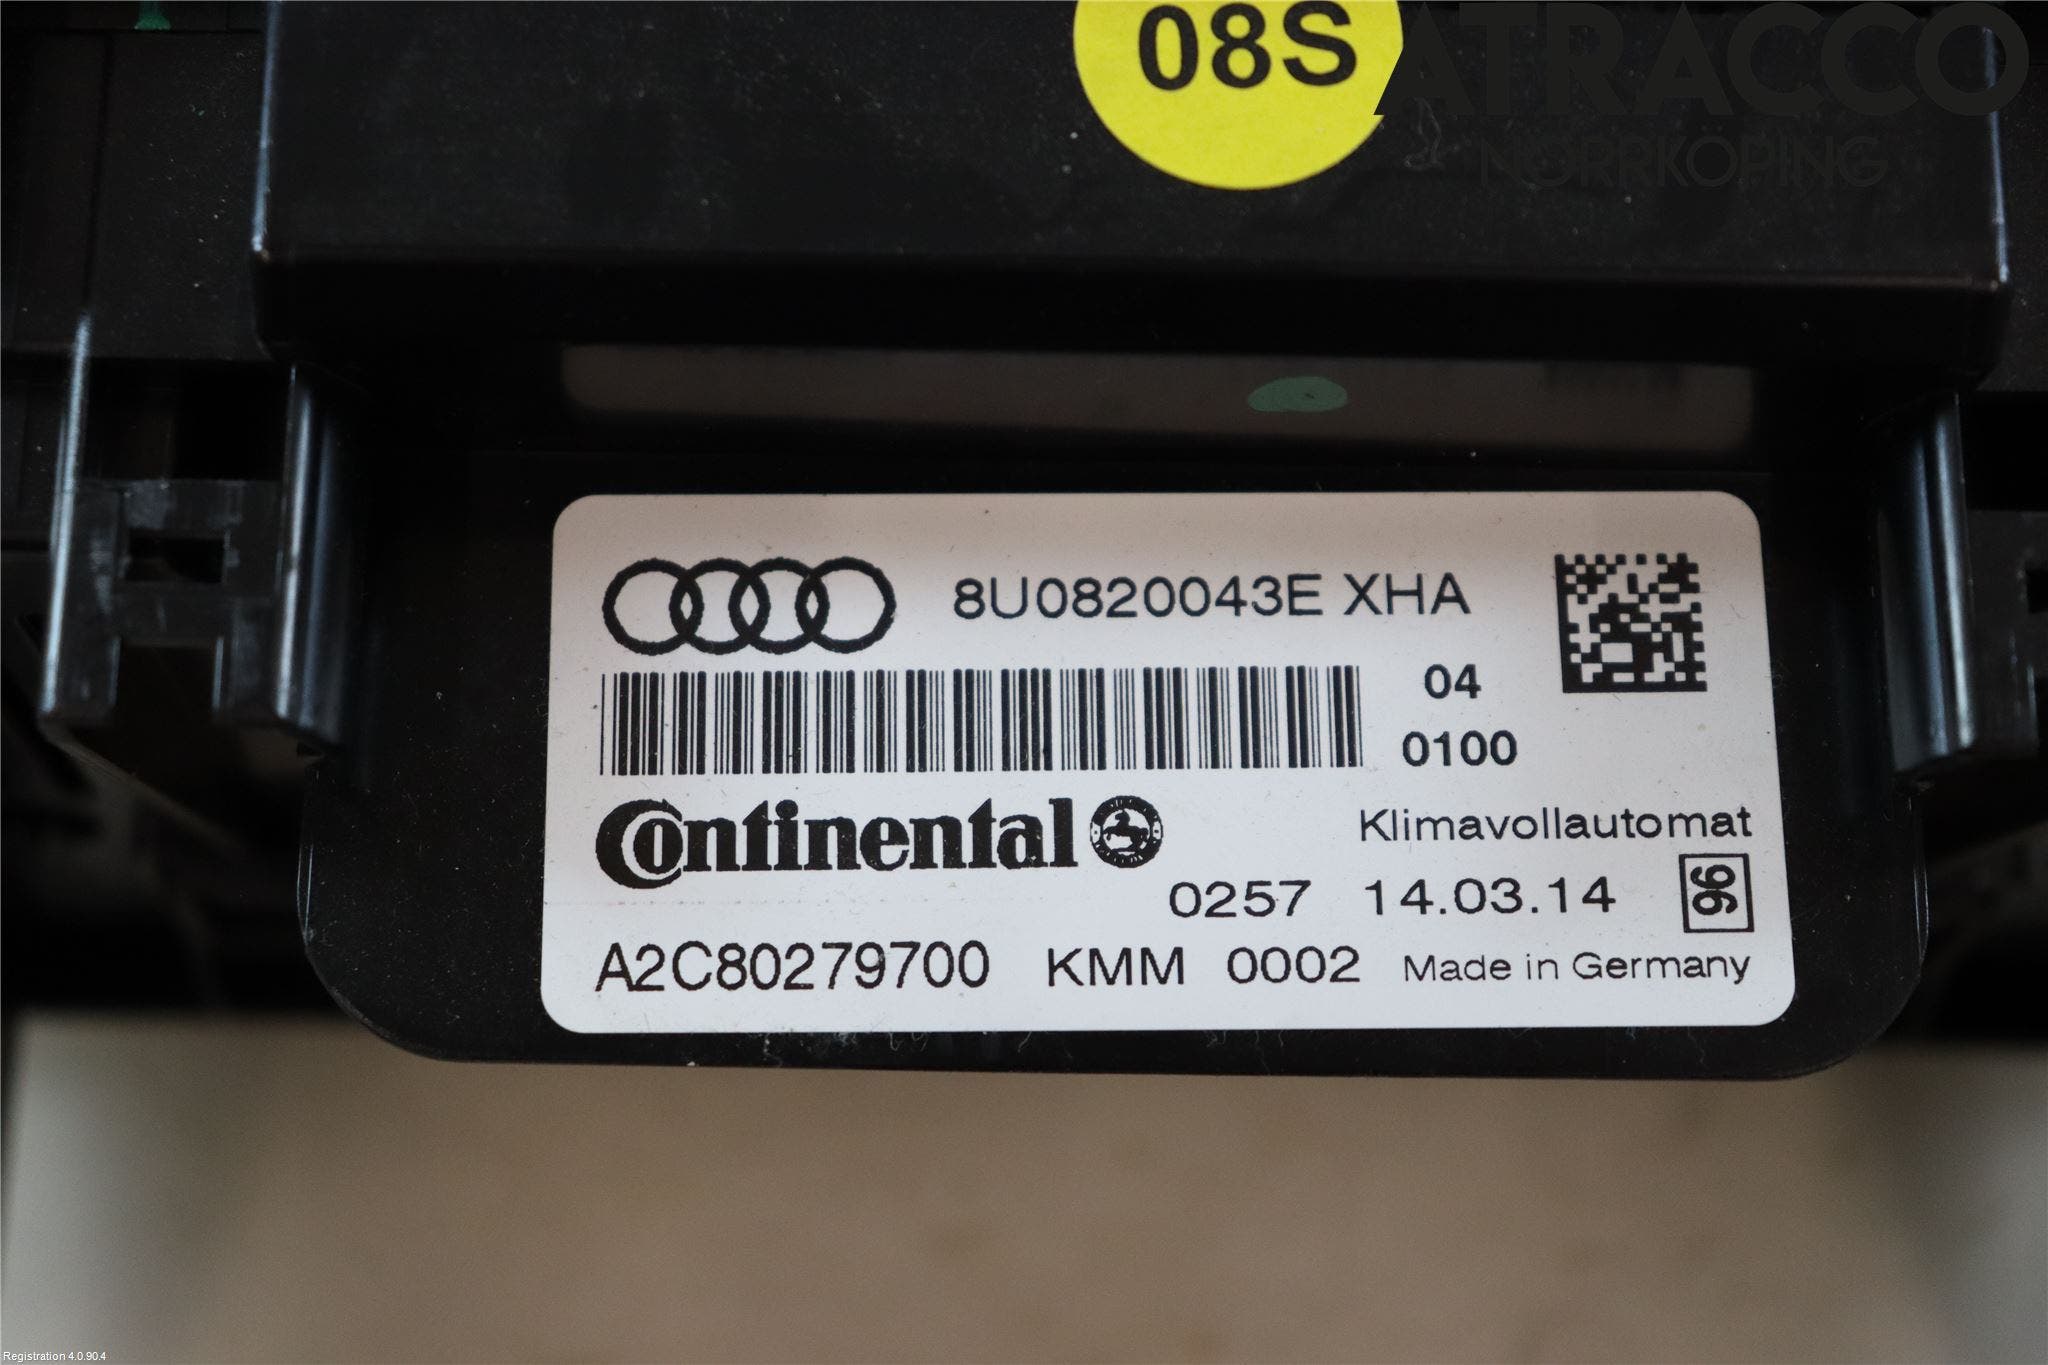 08S
ATRACCO
NORRKÖPING
8U0820043E XHA
04
0100
Continental
Klimavollautomat
0257 14.03.14 96
A2C80279700 KMM 0002 Made in Germany
Registration 4.0.90.4